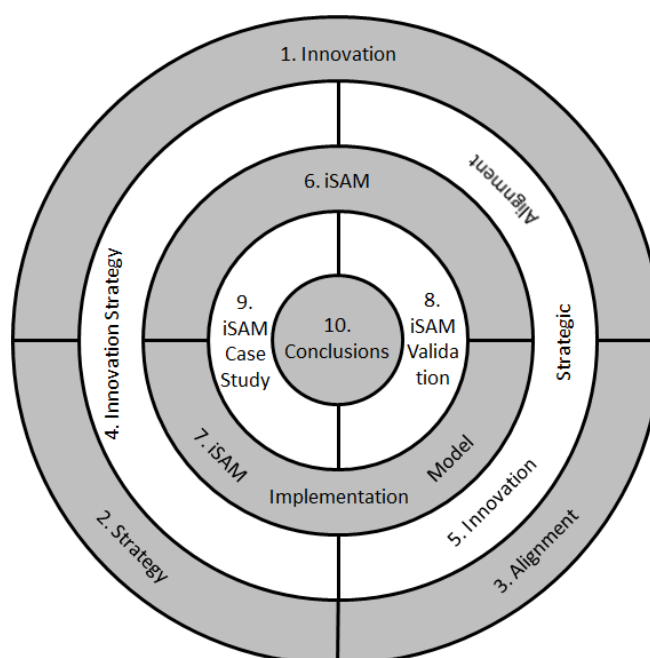 1. Innovation
2. Strategy
3. Alignment
4. Innovation Strategy
5. Innovation
Strategic
Alignment
6. iSAM
7. iSAM
Implementation
Model
8.
iSAM
Valida
tion
9.
iSAM
Case
Study
10.
Conclusions